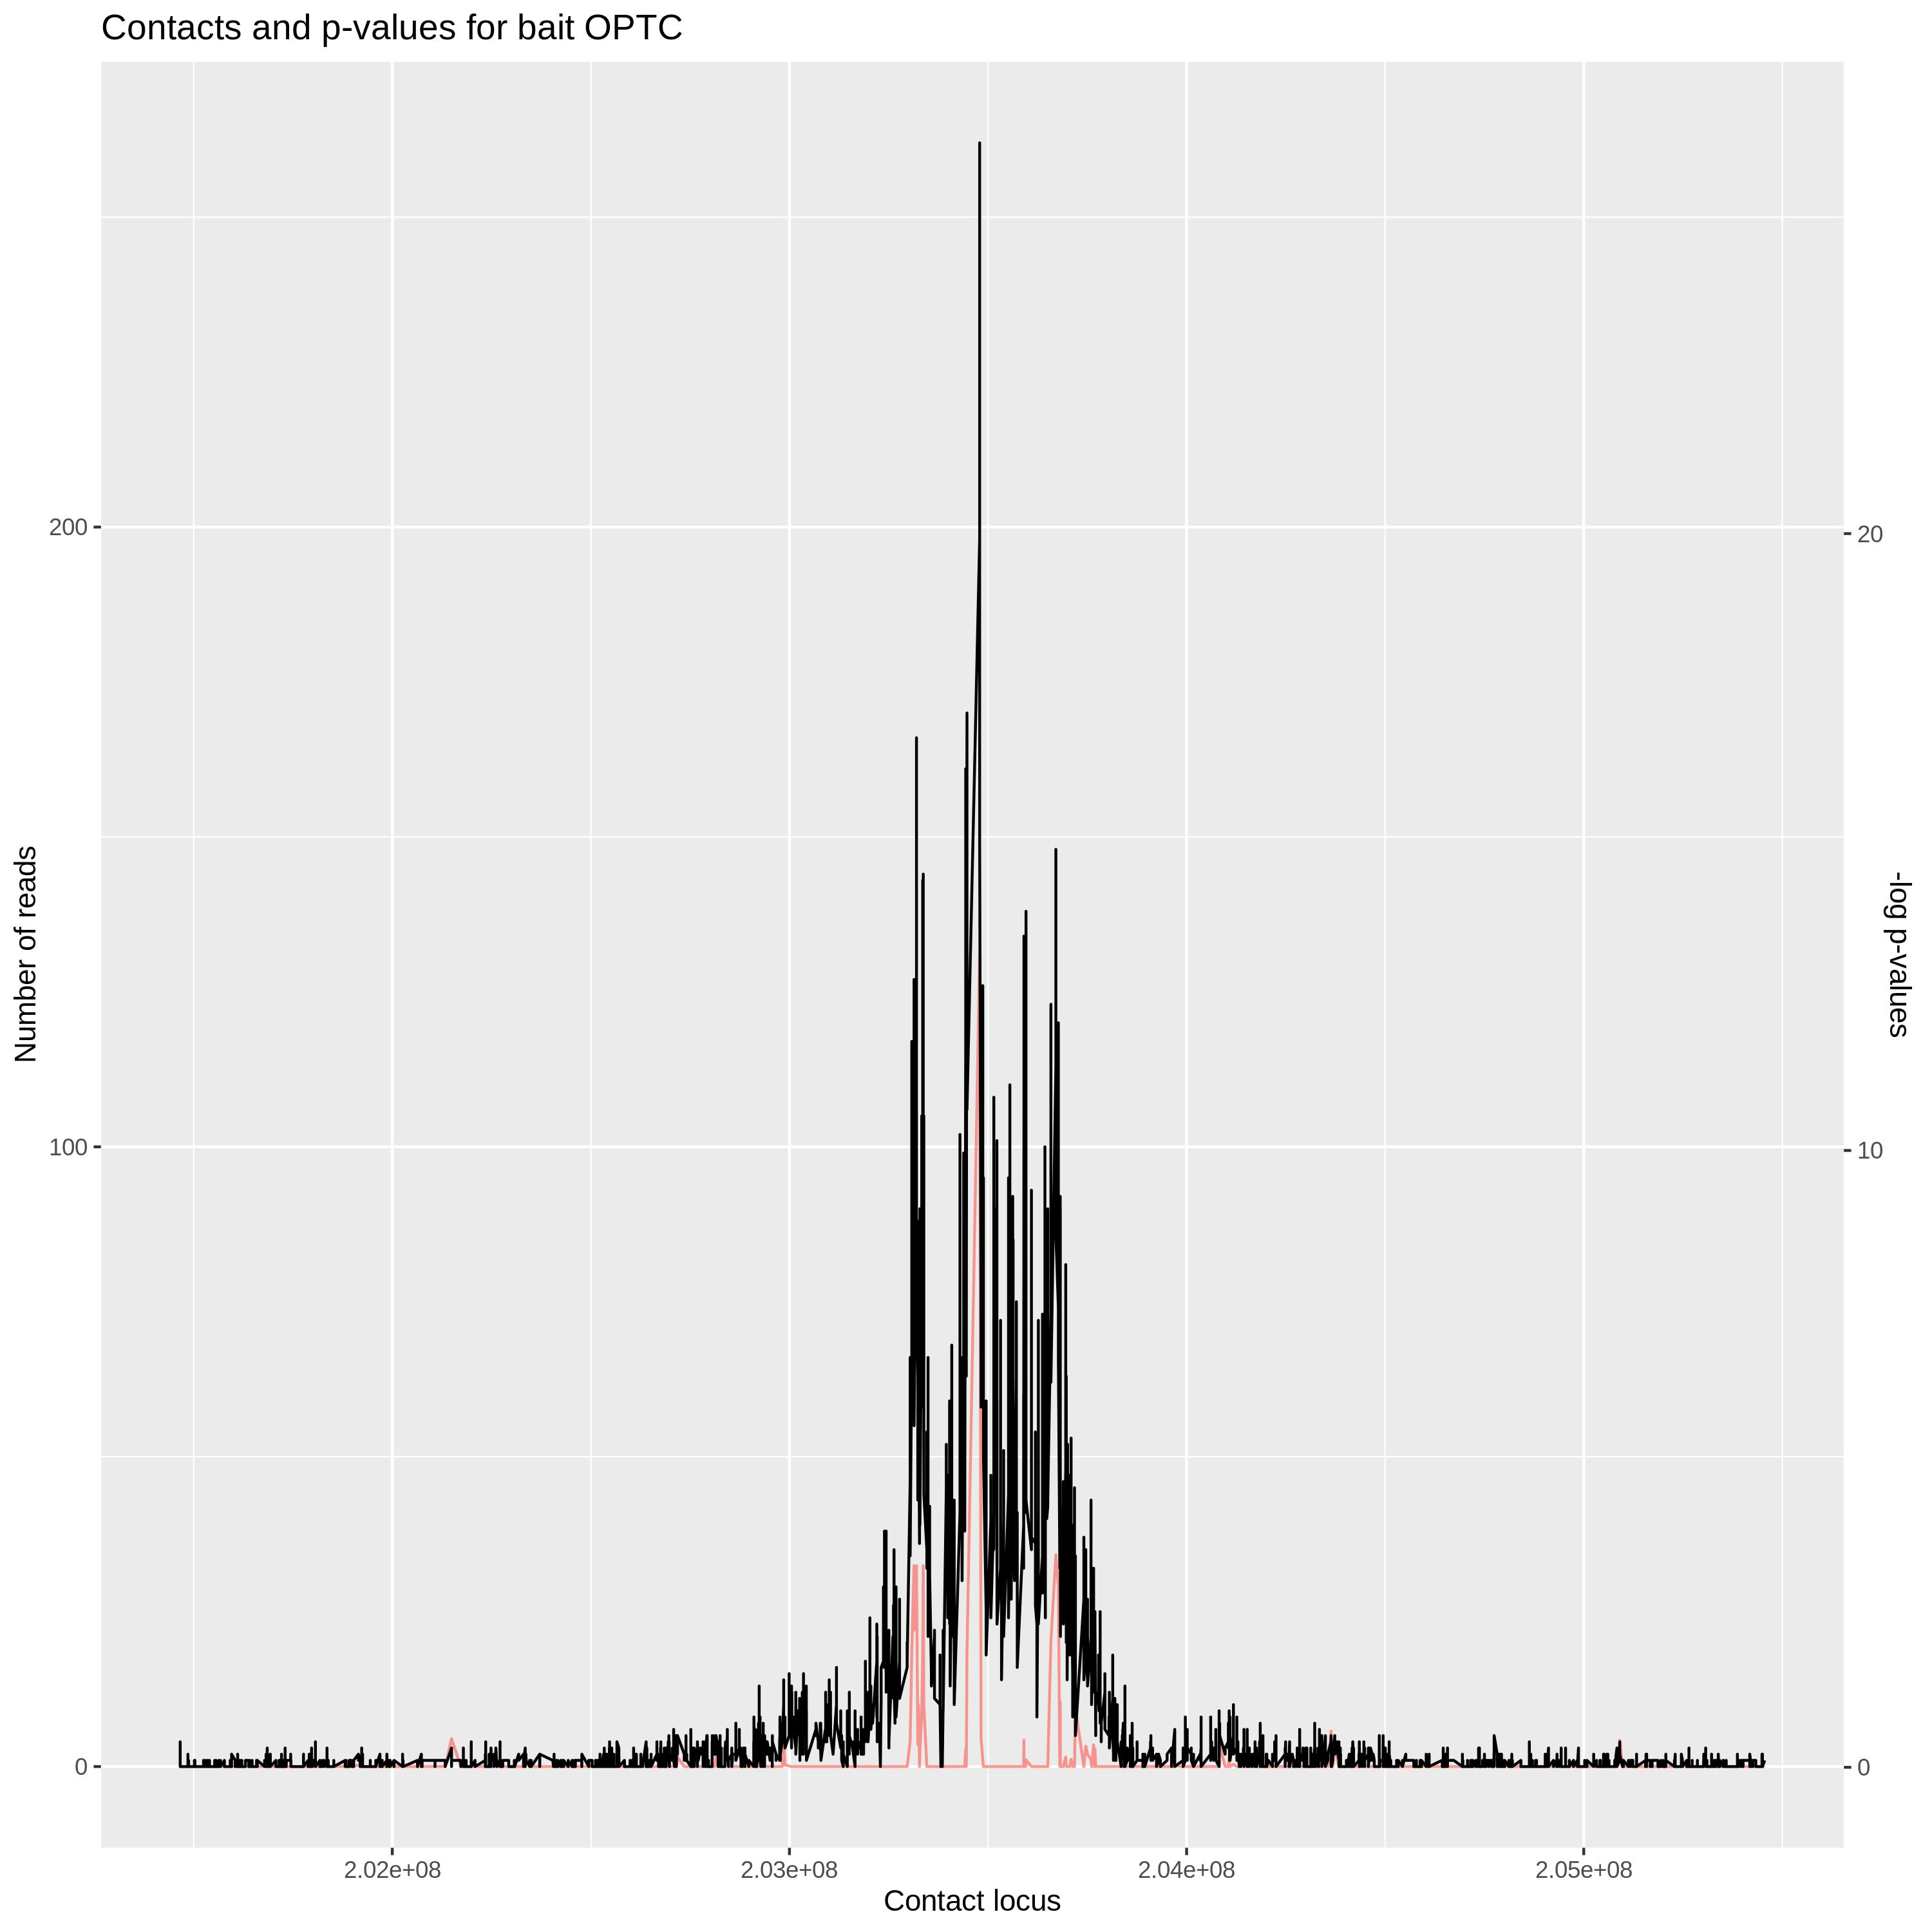 Contacts and p-values for bait OPTC
Number of reads
200
100
0
20
10
0
-log p-values
2.02e+08
2.03e+08
2.04e+08
2.05e+08
Contact locus